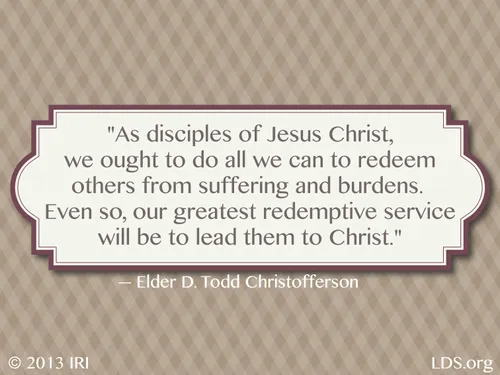 "As disciples of Jesus Christ,
we ought to do all we can to redeem
others from suffering and burdens.
Even so, our greatest redemptive service
will be to lead them to Christ."
— Elder D. Todd Christofferson
© 2013 IRI
LDS.org